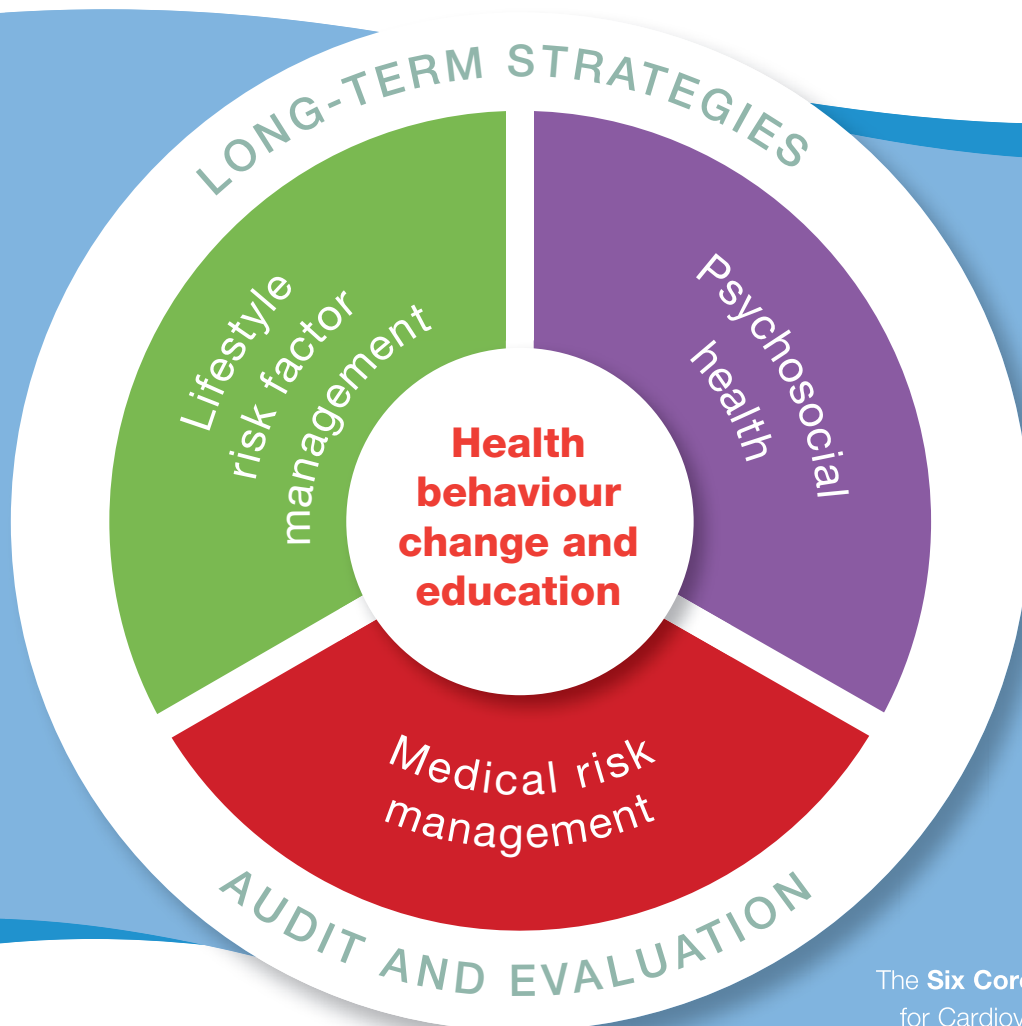 LONG-TERM STRATEGIES
Lifestyle
risk factor
management
Psychosocial
health
Health
behaviour
change and
education
Medical risk
management
AUDIT AND EVALUATION
The Six Cor
for Cardiov